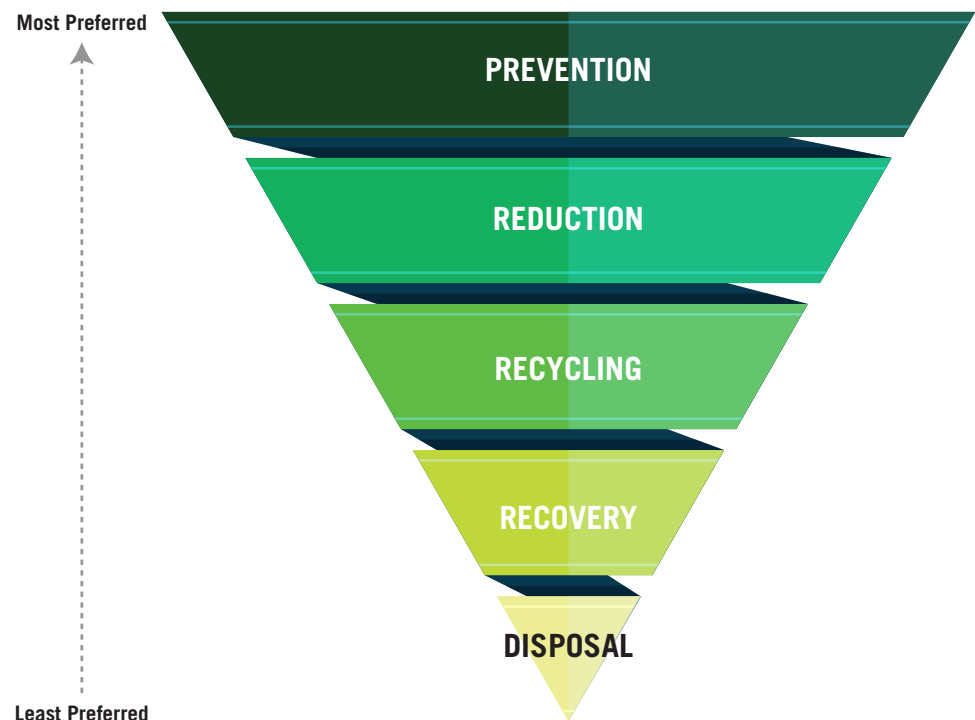 Most Preferred
PREVENTION
REDUCTION
RECYCLING
RECOVERY
DISPOSAL
Least Preferred